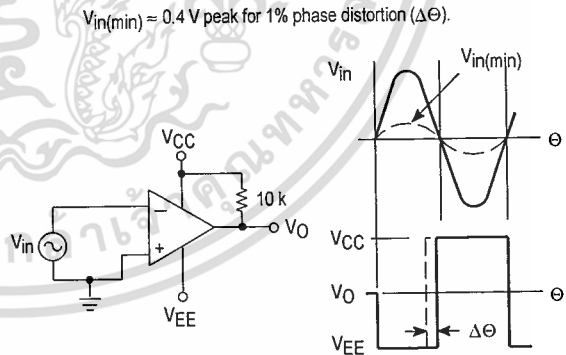 Vin(min) ≈ 0.4 V peak for 1% phase distortion (ΔΘ).
Vin
Vin(min)
Θ
VCC
10 k
Vin
−
+
VO
VEE
VCC
VO
Θ
VEE
ΔΘ